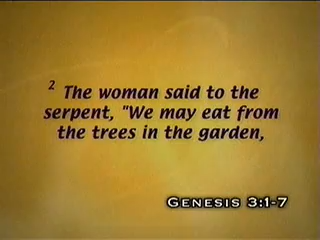 2 The woman said to the
serpent, "We may eat from
the trees in the garden,
Genesis 3:1-7